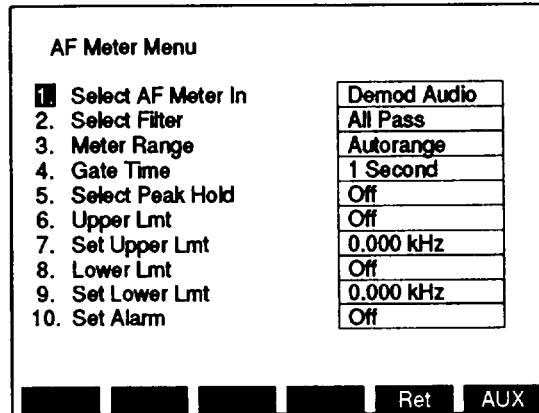 AF Meter Menu
1. Select AF Meter In Demod Audio
2. Select Filter All Pass
3. Meter Range Autorange
4. Gate Time 1 Second
5. Select Peak Hold Off
6. Upper Lmt Off
7. Set Upper Lmt 0.000 kHz
8. Lower Lmt Off
9. Set Lower Lmt 0.000 kHz
10. Set Alarm Off
Ret AUX